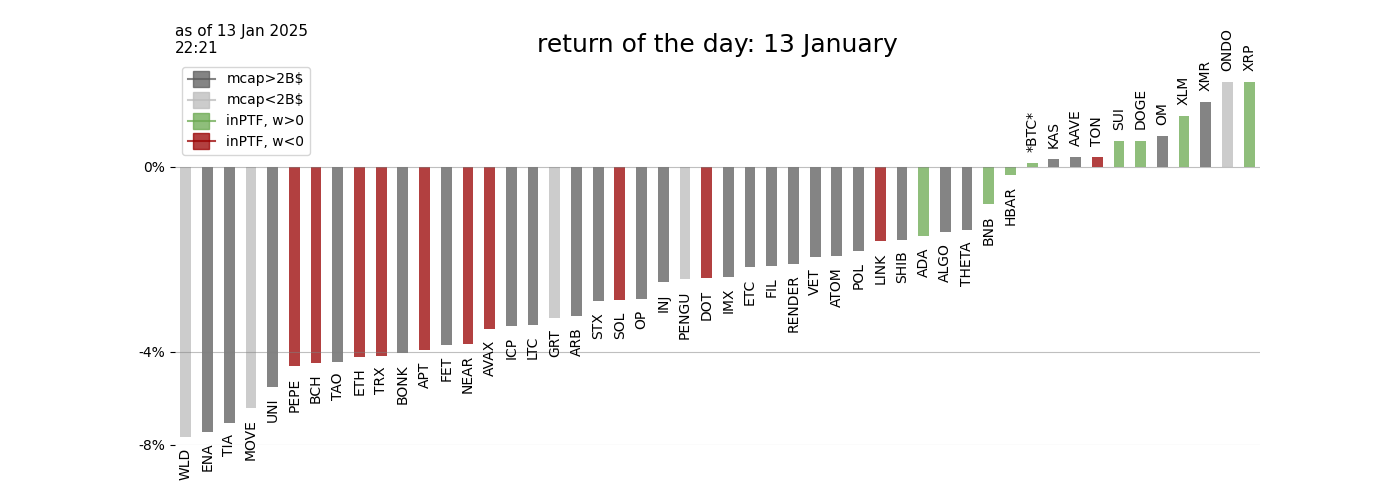 as of 13 Jan 2025
22:21
return of the day: 13 January
mcap>2B$
mcap<2B$
inPTF, w>0
inPTF, w<0
0%
-4%
-8%
WLD
ENA
TIA
MOVE
UNI
PEPE
BCH
TAO
ETH
TRX
BONK
APT
FET
NEAR
AVAX
ICP
LTC
GRT
ARB
STX
SOL
OP
INJ
PENGU
DOT
IMX
ETC
FIL
RENDER
VET
ATOM
POL
LINK
SHIB
ADA
ALGO
THETA
BNB
HBAR
*BTC*
KAS
AAVE
TON
SUI
DOGE
OM
XLM
XMR
ONDO
XRP